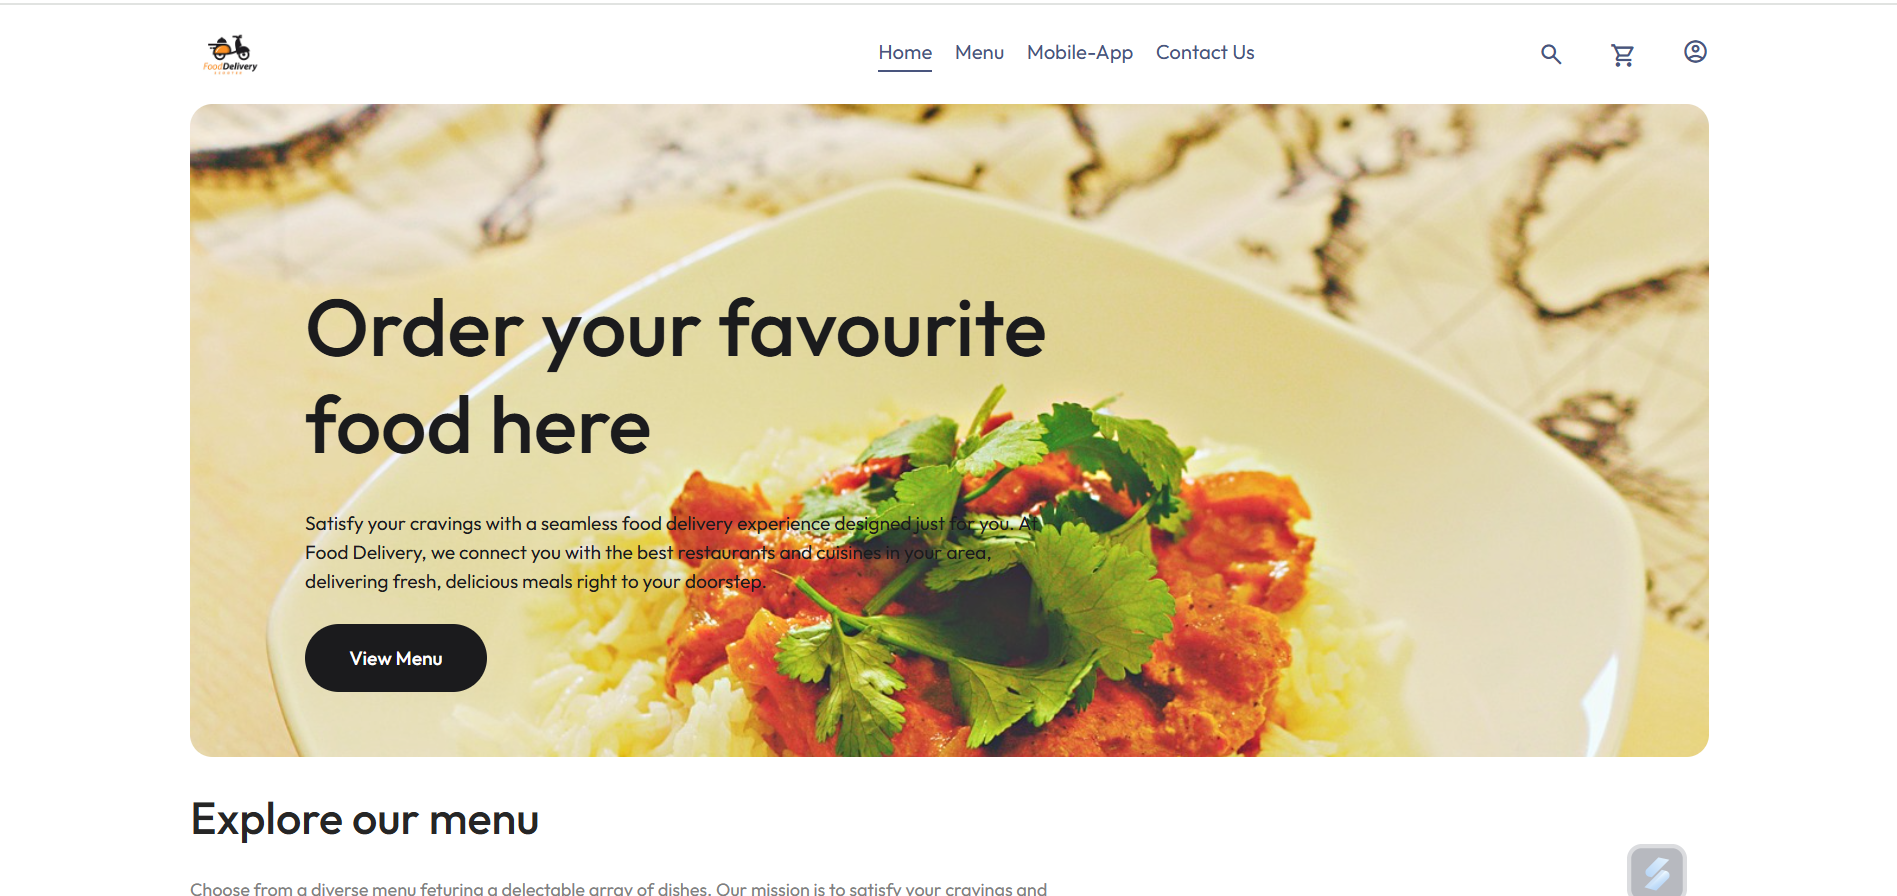 FoodDelivery
Home Menu Mobile-App Contact Us
Order your favourite
food here
Satisfy your cravings with a seamless food delivery experience designed just for you. At
Food Delivery, we connect you with the best restaurants and cuisines in your area,
delivering fresh, delicious meals right to your doorstep.
View Menu
Explore our menu
Choose from a diverse menu feturing a delectable array of dishes. Our mission is to satisfy your cravings and